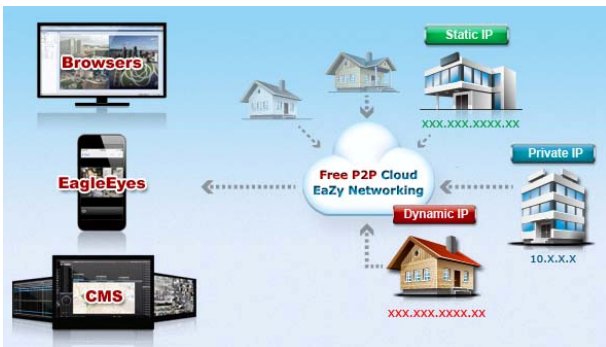 Browsers
Static IP
XXX.XXX.XXXX.XX
Private IP
Free P2P Cloud
EaZy Networking
EagleEyes
Dynamic IP
10.X.X.X
CMS
XXX.XXX.XXXX.XX